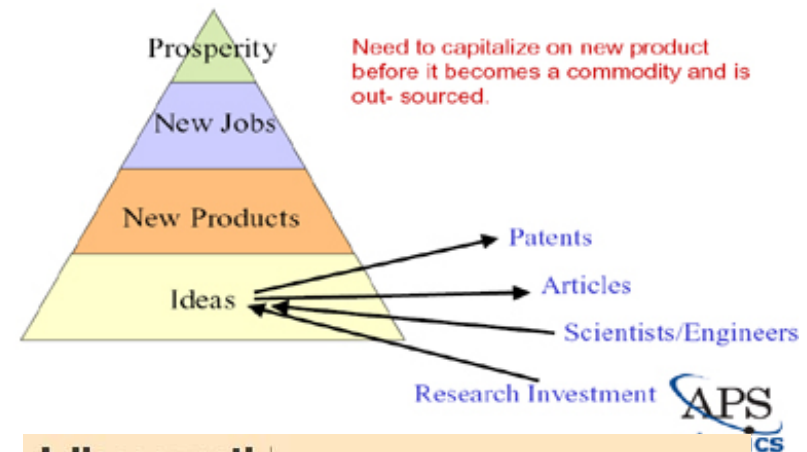 Prosperity
Need to capitalize on new product
before it becomes a commodity and is
out- sourced.
New Jobs
New Products
Patents
Ideas
Articles
Scientists/Engineers
Research Investment
APS
CS